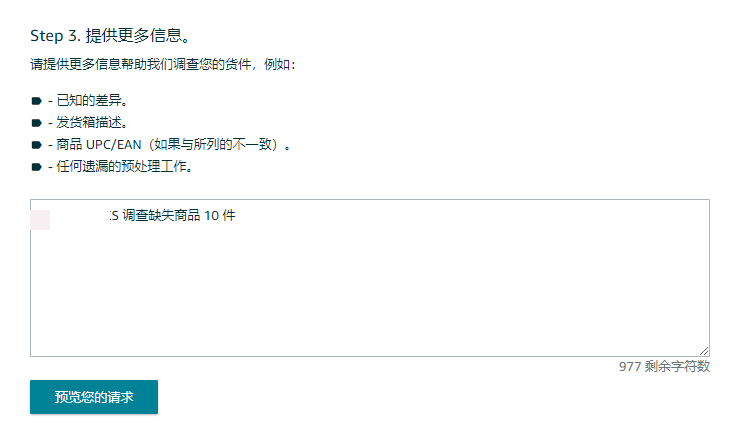 Step 3. 提供更多信息。
请提供更多信息帮助我们调查您的货件，例如：
- 已知的差异。
- 发货箱描述。
- 商品 UPC/EAN（如果与所列的不一致）。
- 任何遗漏的预处理工作。
S 调查缺失商品 10 件
977 剩余字符数
预览您的请求